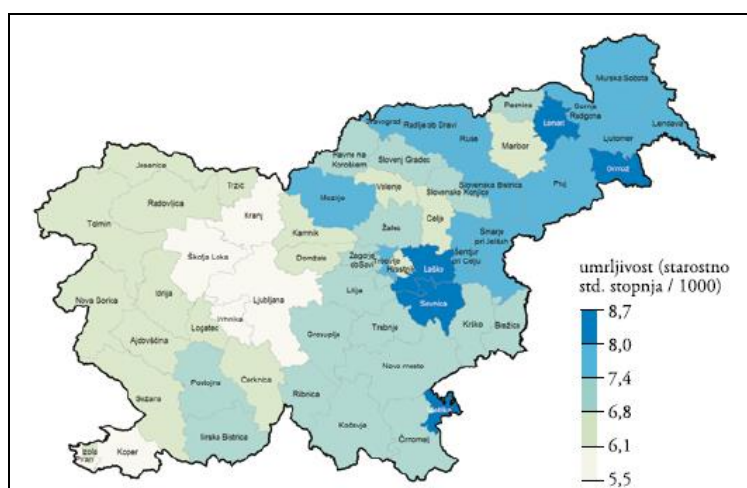 Murska Sobota
Pesnica
Gornja
Radgona
Lenart
Dravograd
Radlje ob Dravi
Ruše
Maribor
Lendava
Ljutomer
Ormož
Ravne na
Koroškem
Slovenj Gradec
Jesenice
Tržič
Radovljica
Velenje
Slovenska Bistrica
Ptuj
Mozirje
Slovenske Konjice
Kranj
Tolmin
Celje
Kamnik
Žalec
Šmarje
pri Jelšah
Škofja Loka
Domžale
Zagorje
ob Savi
Trbovlje
Hrastnik
Laško
Šentjur
pri Celju
Idrija
Ljubljana
Litija
Sevnica
Nova Gorica
Vrhnika
Logatec
Grosuplje
Trebnje
Krško
Brežice
Ajdovščina
Novo mesto
Cerknica
Postojna
Ribnica
Sežana
Metlika
Kočevje
Ilirska Bistrica
Črnomelj
Izola
Piran
Koper
umrljivost (starostno
std. stopnja / 1000)
8,7
8,0
7,4
6,8
6,1
5,5